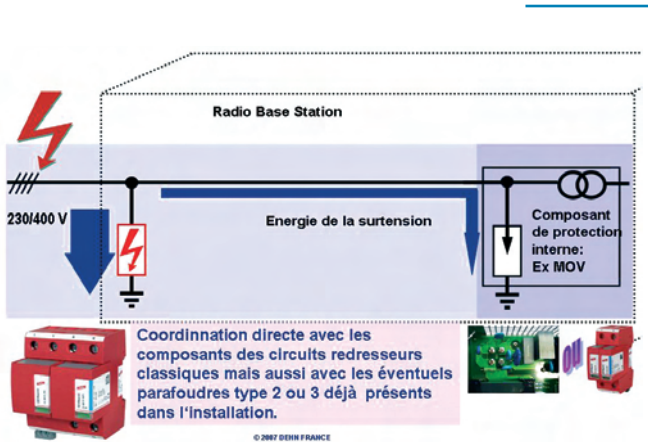 Radio Base Station
230/400 V
Energie de la surtension
Composant
de protection
interne:
Ex MOV
Coordinnation directe avec les
composants des circuits redresseurs
classiques mais aussi avec les éventuels
parafoudres type 2 ou 3 déjà présents
dans l'installation.
ou
© 2007 DEHN FRANCE